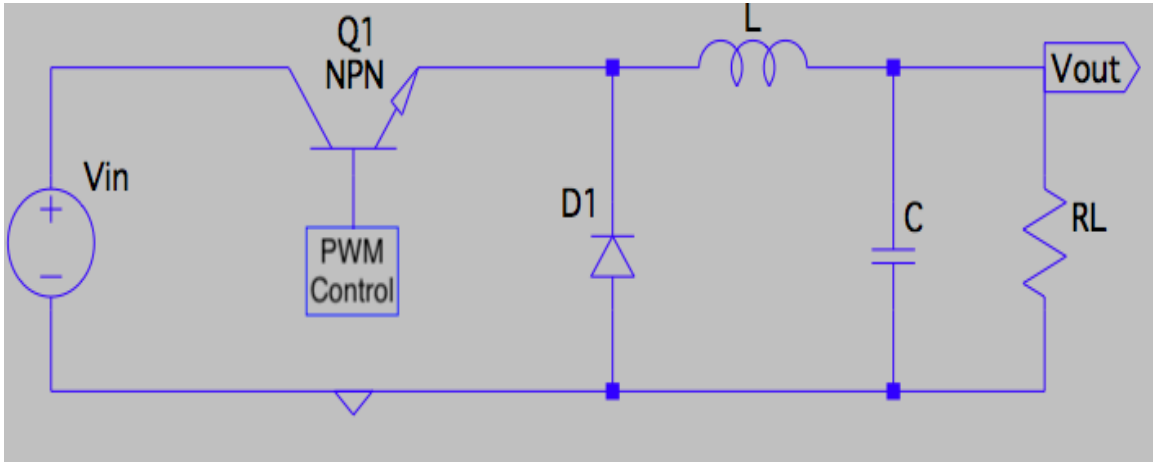 Q1
NPN
L
Vout
Vin
D1
C
RL
PWM
Control